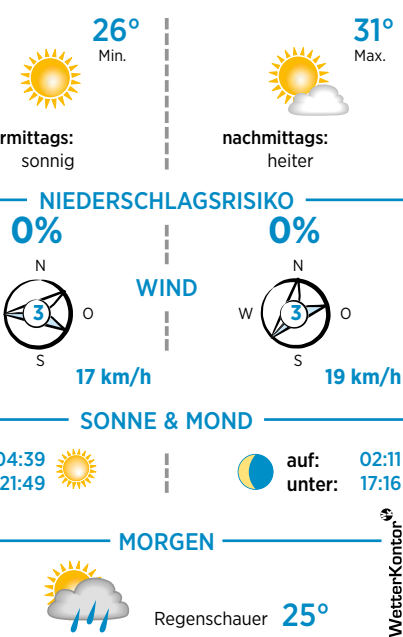 26° 31°
Min. Max.
rmittags: nachmittags:
sonnig heiter
NIEDERSCHLAGSRISIKO
0% 0%
N N
WIND
3 O W 3 O
S S
17 km/h 19 km/h
SONNE & MOND
04:39 auf: 02:11
21:49 unter: 17:16
MORGEN
Regenschauer 25°
WetterKontor